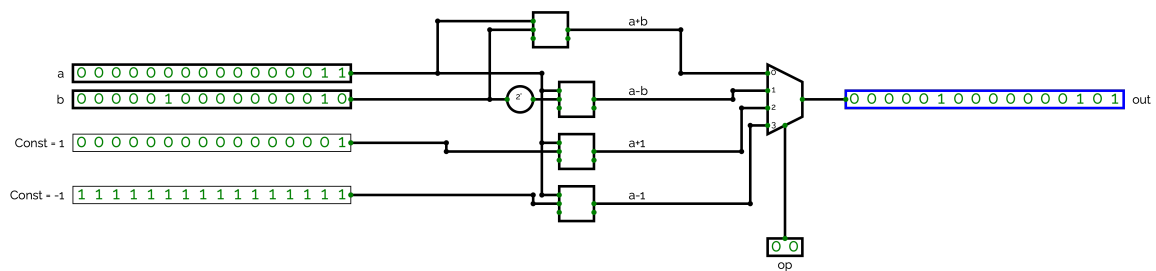 a+b
a 0 0 0 0 0 0 0 0 0 0 0 0 0 0 1 1
0
b 0 0 0 0 0 1 0 0 0 0 0 0 0 0 1 0
2'
a-b
1
0 0 0 0 0 1 0 0 0 0 0 0 0 1 0 1 out
2
3
Const = 1 0 0 0 0 0 0 0 0 0 0 0 0 0 0 0 1
a+1
Const = -1 1 1 1 1 1 1 1 1 1 1 1 1 1 1 1 1
a-1
0 0
op